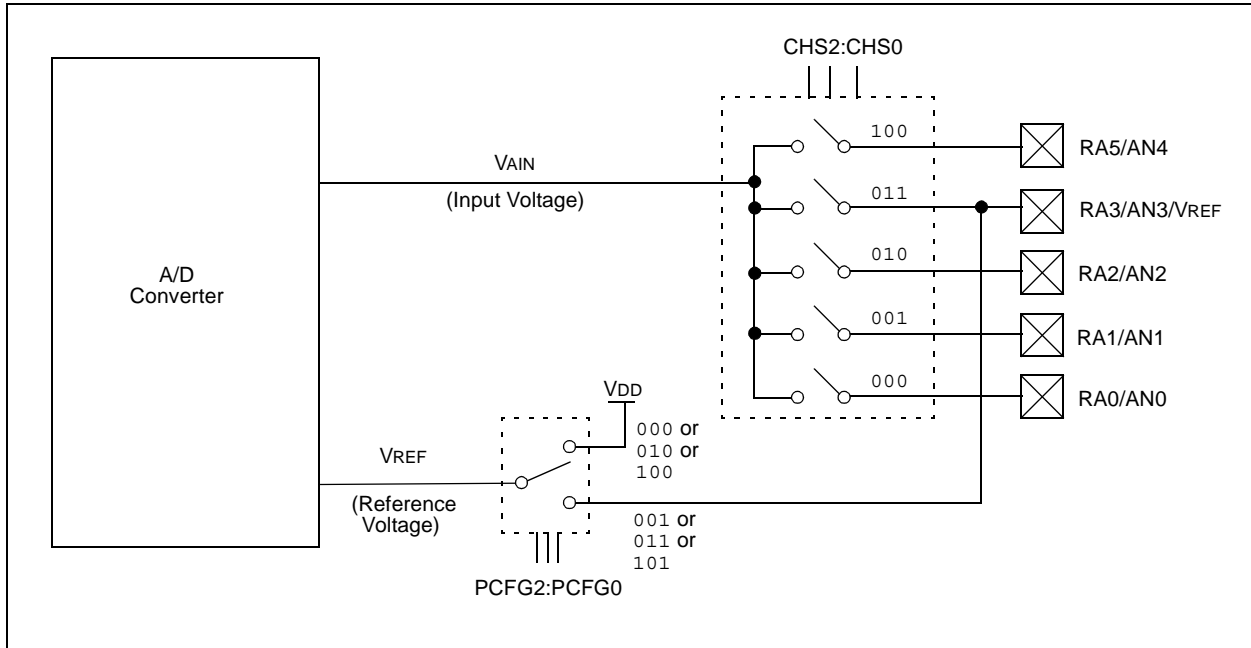 CHS2:CHS0
100
RA5/AN4
VAIN
(Input Voltage)
011
RA3/AN3/VREF
A/D
Converter
010
RA2/AN2
001
RA1/AN1
000
RA0/AN0
VDD
000 or
010 or
100
VREF
(Reference
Voltage)
001 or
011 or
101
PCFG2:PCFG0